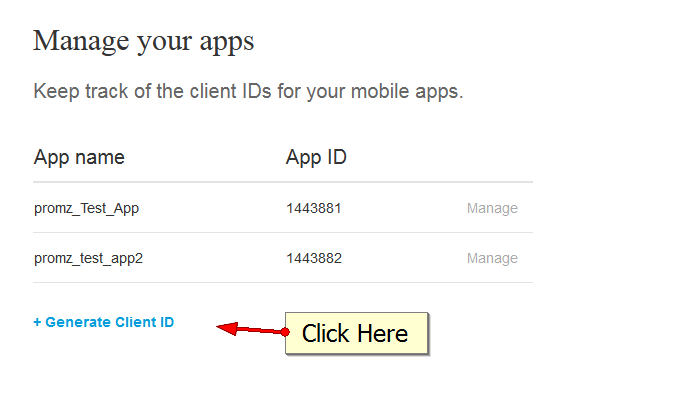 Manage your apps
Keep track of the client IDs for your mobile apps.
App name App ID
promz_Test_App 1443881 Manage
promz_test_app2 1443882 Manage
+ Generate Client ID
Click Here